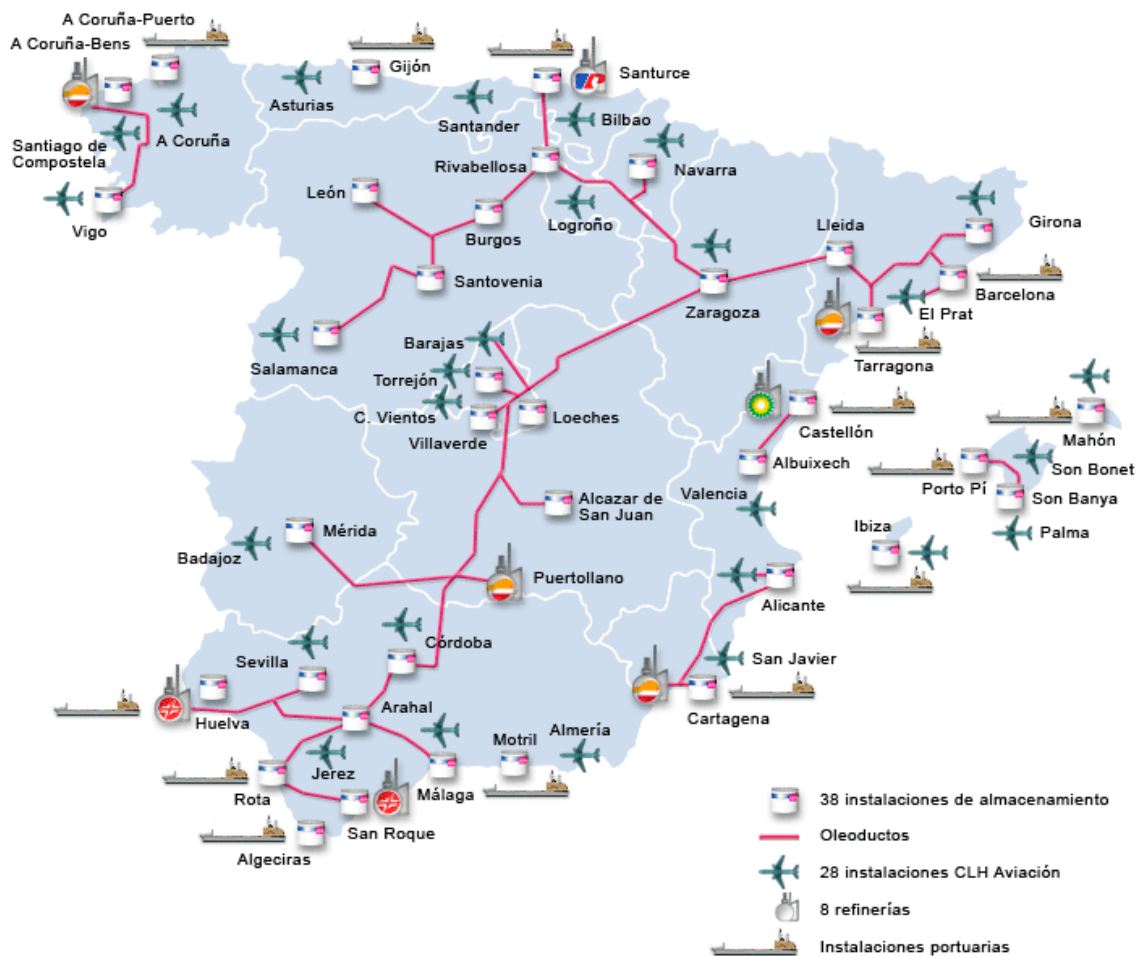 A Coruña-Puerto
A Coruña-Bens
Gijón
Santurce
Asturias
Santander
Bilbao
A Coruña
Santiago de
Compostela
Rivabellosa
Navarra
León
Vigo
Burgos
Logroño
Lleida
Girona
Santovenia
Zaragoza
El Prat
Barcelona
Barajas
Salamanca
Tarragona
Torrejón
C. Vientos
Loeches
Villaverde
Castellón
Mahón
Albuixech
Son Bonet
Porto Pí
Alcazar de
San Juan
Valencia
Son Banya
Mérida
Ibiza
Palma
Badajoz
Puertollano
Alicante
Córdoba
Sevilla
San Javier
Arahal
Huelva
Cartagena
Motril
Almería
Jerez
Rota
Málaga
San Roque
Algeciras
38 instalaciones de almacenamiento
Oleoductos
28 instalaciones CLH Aviación
8 refinerías
Instalaciones portuarias